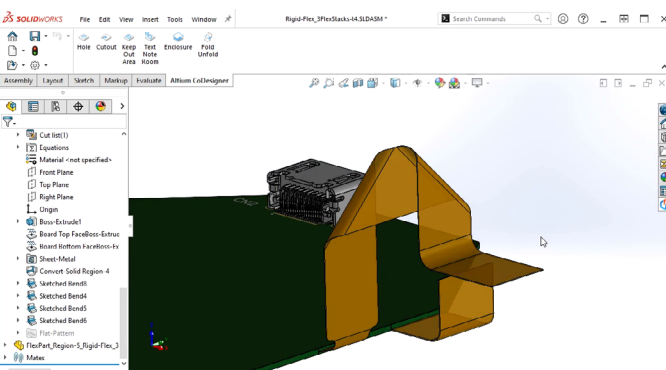 SOLIDWORKS File Edit View Insert Tools Window Rigid-Flex_3FlexStacks-t4.SLDASM * Search Commands
Hole Cutout Keep Out Area Text Note Room Enclosure Fold Unfold
Assembly Layout Sketch Markup Evaluate Altium CoDesigner
Cut list(1)
Equations
Material <not specified>
Front Plane
Top Plane
Right Plane
Origin
Boss-Extrude1
Board Top FaceBoss-Extruc
Board Bottom FaceBoss-Ex
Sheet-Metal
Convert-Solid Region-4
Sketched Bend8
Sketched Bend4
Sketched Bend5
Sketched Bend6
Flat-Pattern
FlexPart_Region-5_Rigid-Flex_3
Mates